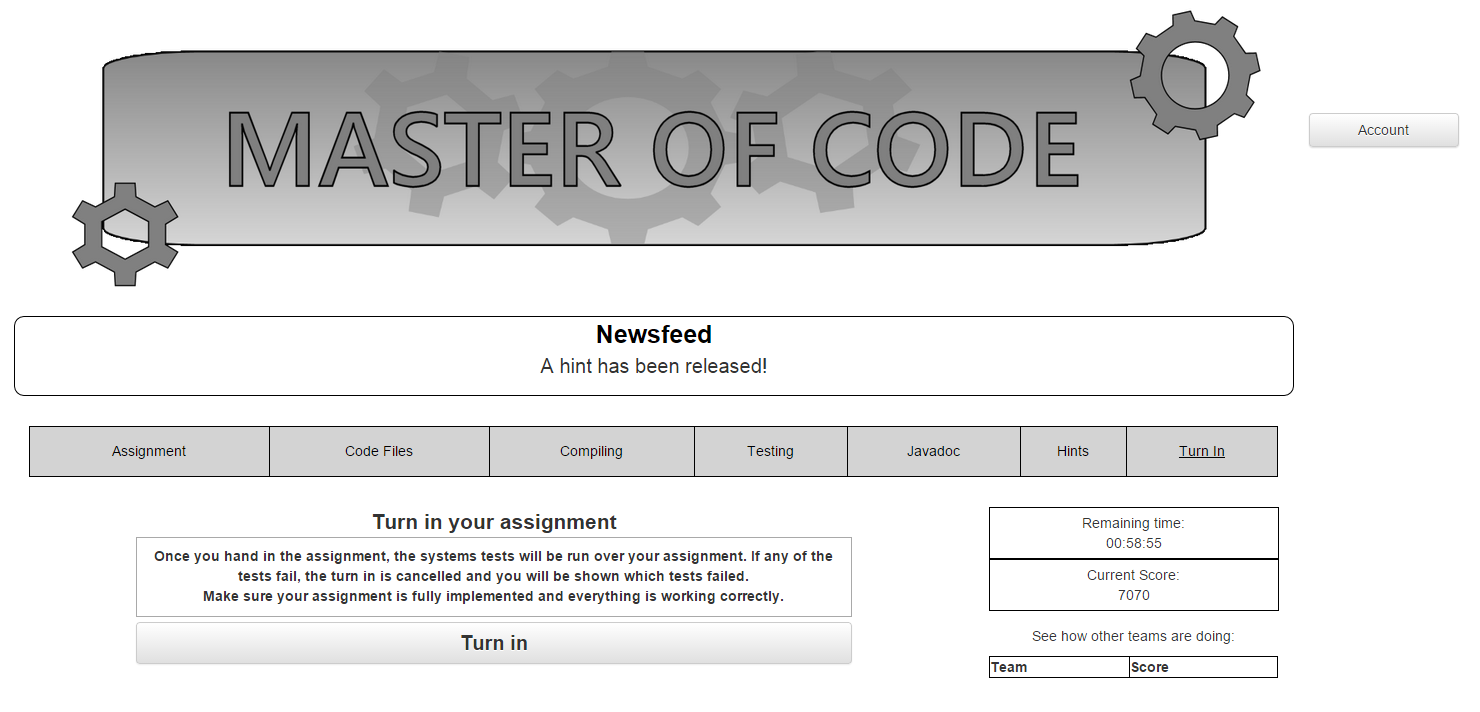 MASTER OF CODE
Account
Newsfeed
A hint has been released!
Assignment Code Files Compiling Testing Javadoc Hints Turn In
Turn in your assignment
Once you hand in the assignment, the systems tests will be run over your assignment. If any of the
tests fail, the turn in is cancelled and you will be shown which tests failed.
Make sure your assignment is fully implemented and everything is working correctly.
Turn in
Remaining time:
00:58:55
Current Score:
7070
See how other teams are doing:
Team Score